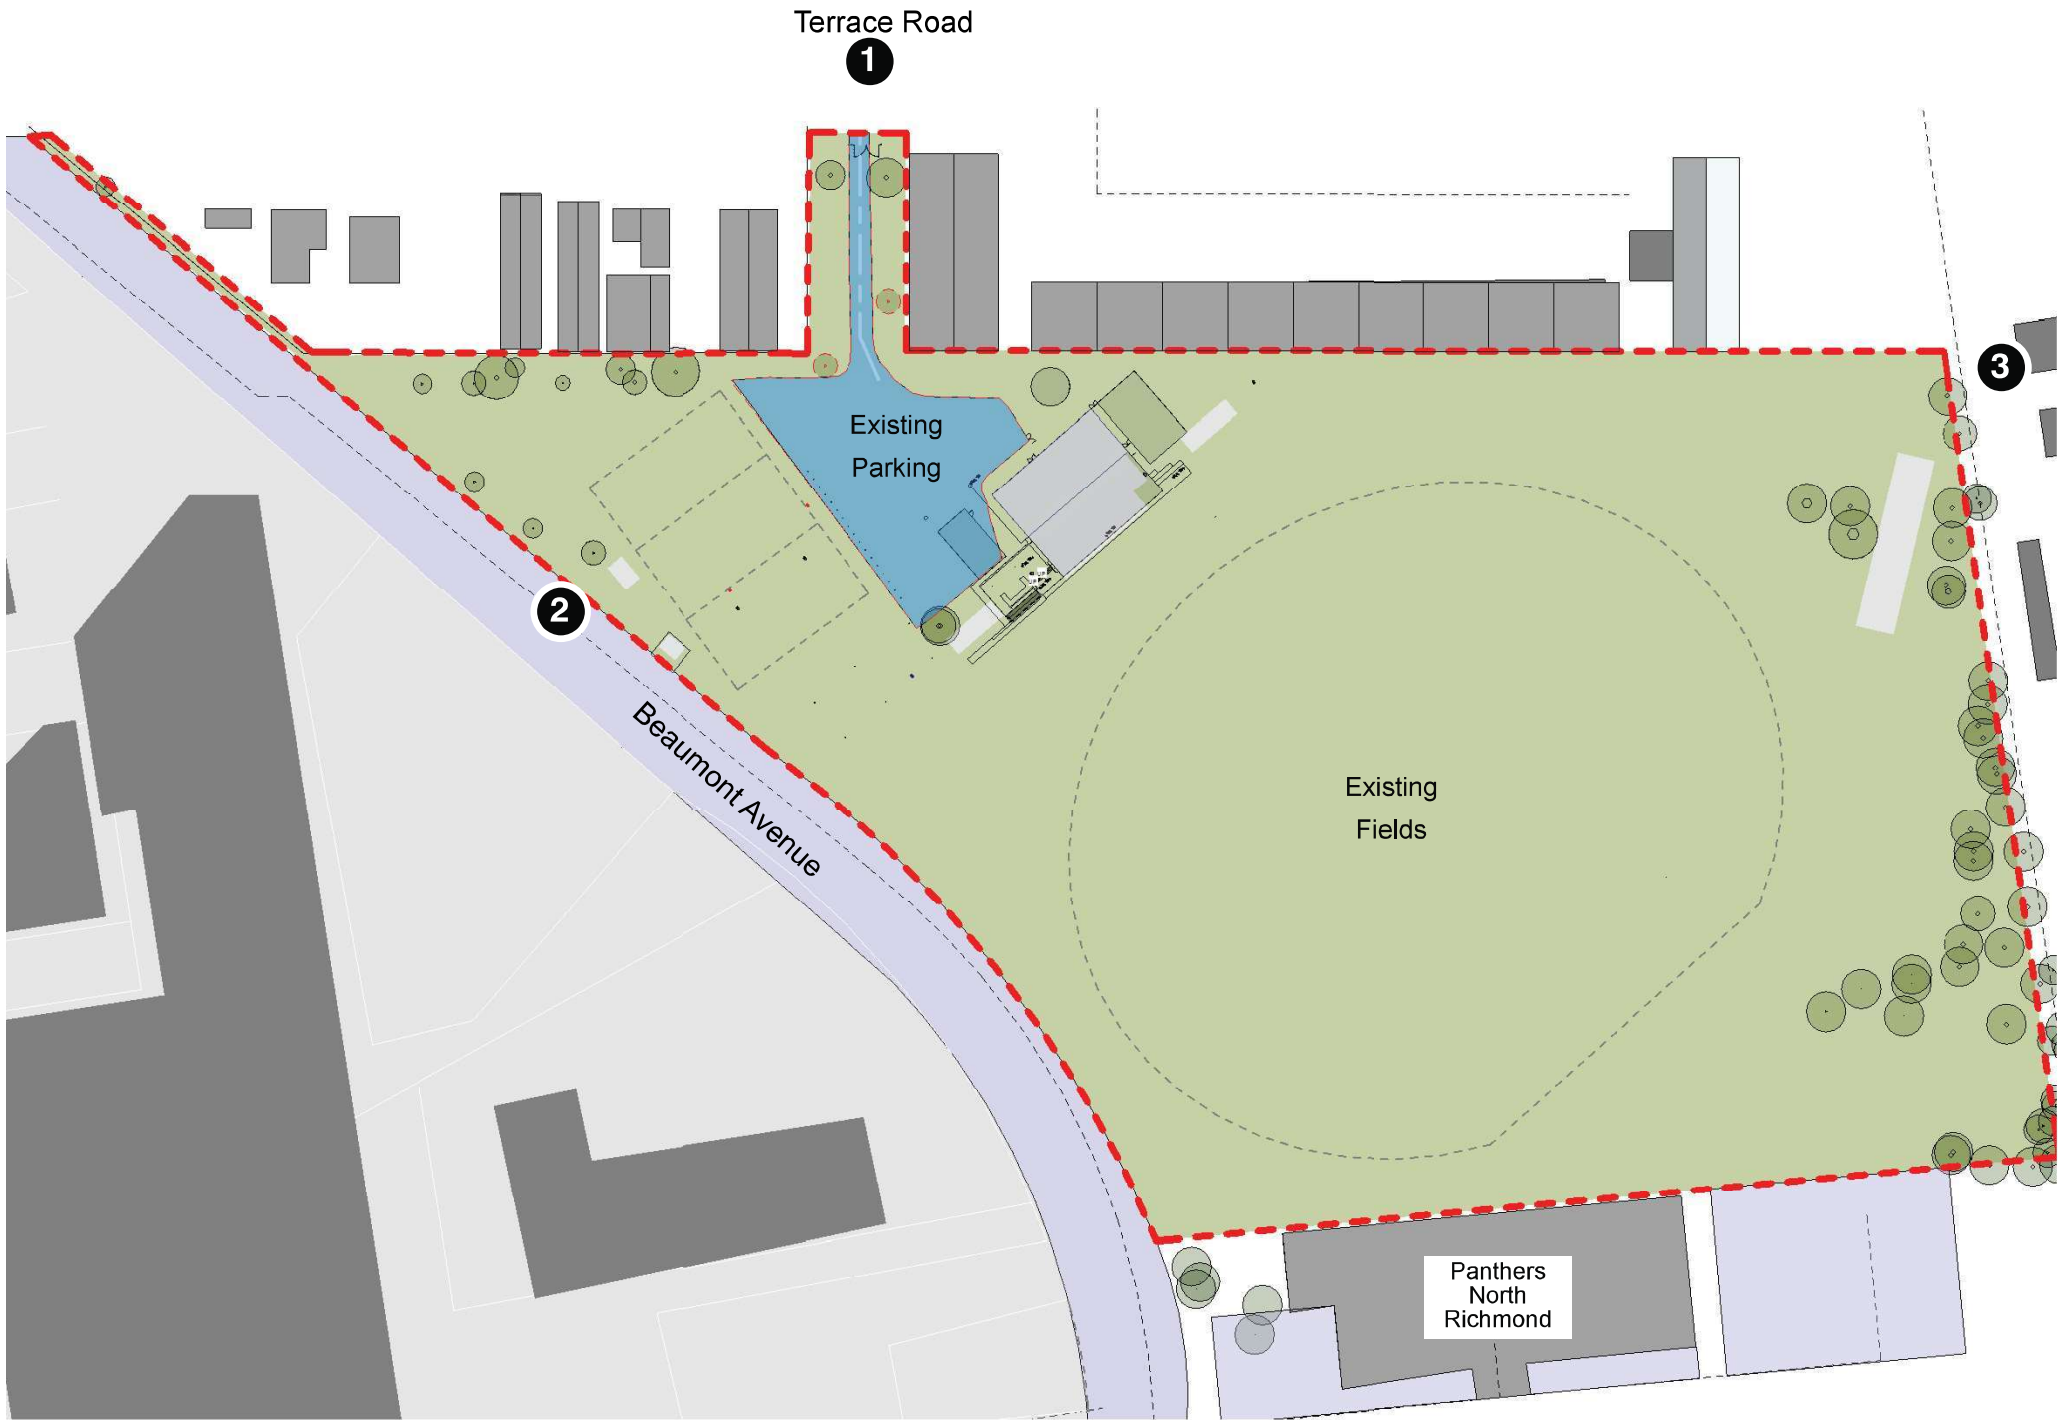 Terrace Road
1
3
Existing
Parking
2
Beaumont Avenue
Existing
Fields
Panthers
North
Richmond